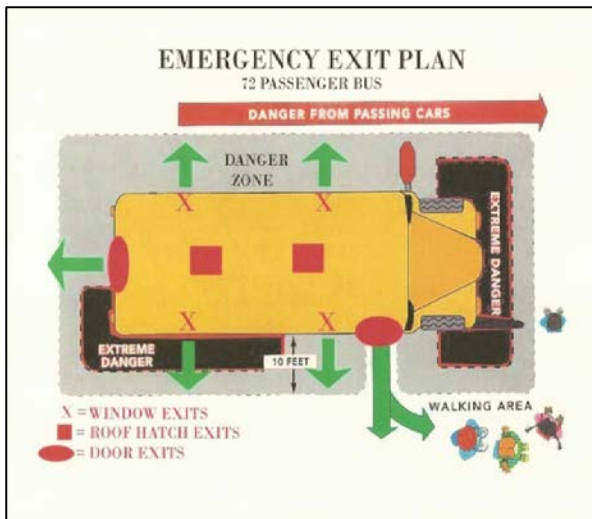 EMERGENCY EXIT PLAN
72 PASSENGER BUS
DANGER FROM PASSING CARS
DANGER
ZONE
X
X
EXTREME DANGER
X
X
EXTREME
DANGER
10 FEET
WALKING AREA
X = WINDOW EXITS
= ROOF HATCH EXITS
= DOOR EXITS